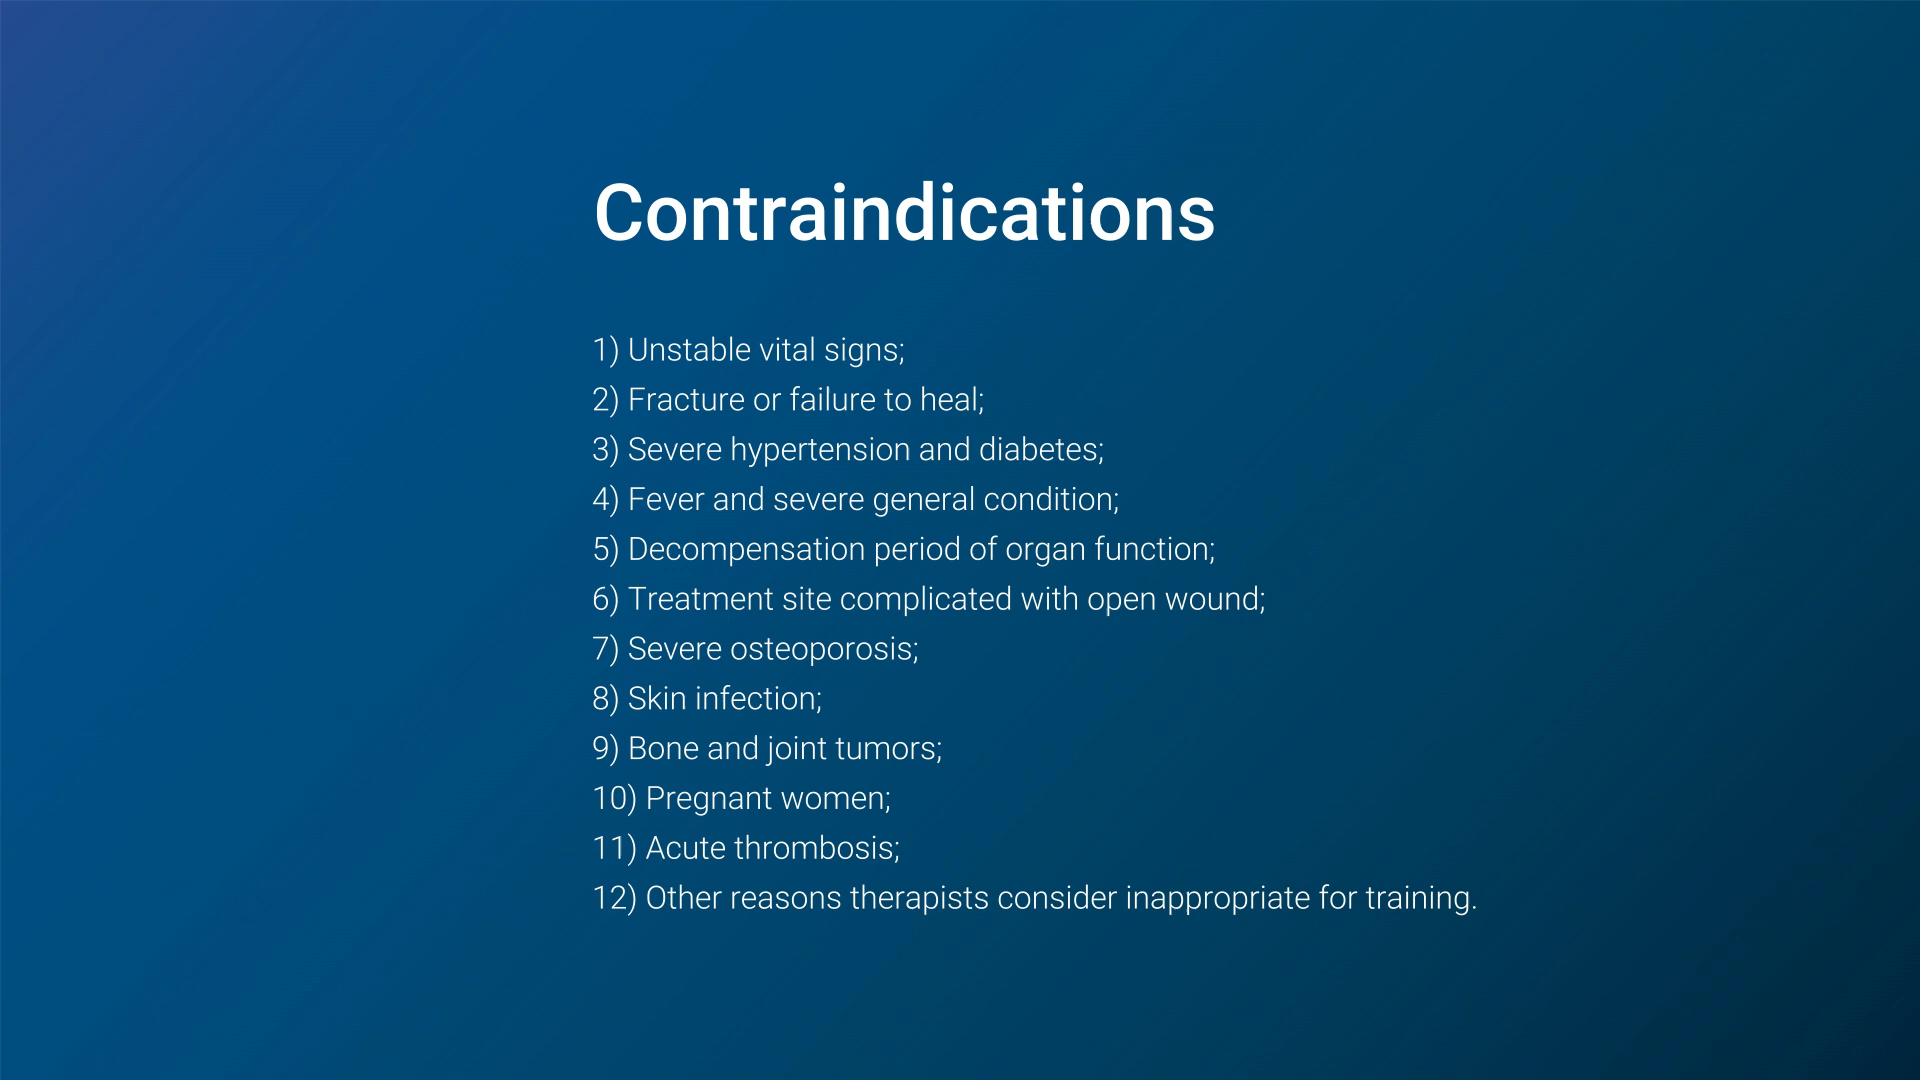 Contraindications
1) Unstable vital signs;
2) Fracture or failure to heal;
3) Severe hypertension and diabetes;
4) Fever and severe general condition;
5) Decompensation period of organ function;
6) Treatment site complicated with open wound;
7) Severe osteoporosis;
8) Skin infection;
9) Bone and joint tumors;
10) Pregnant women;
11) Acute thrombosis;
12) Other reasons therapists consider inappropriate for training.